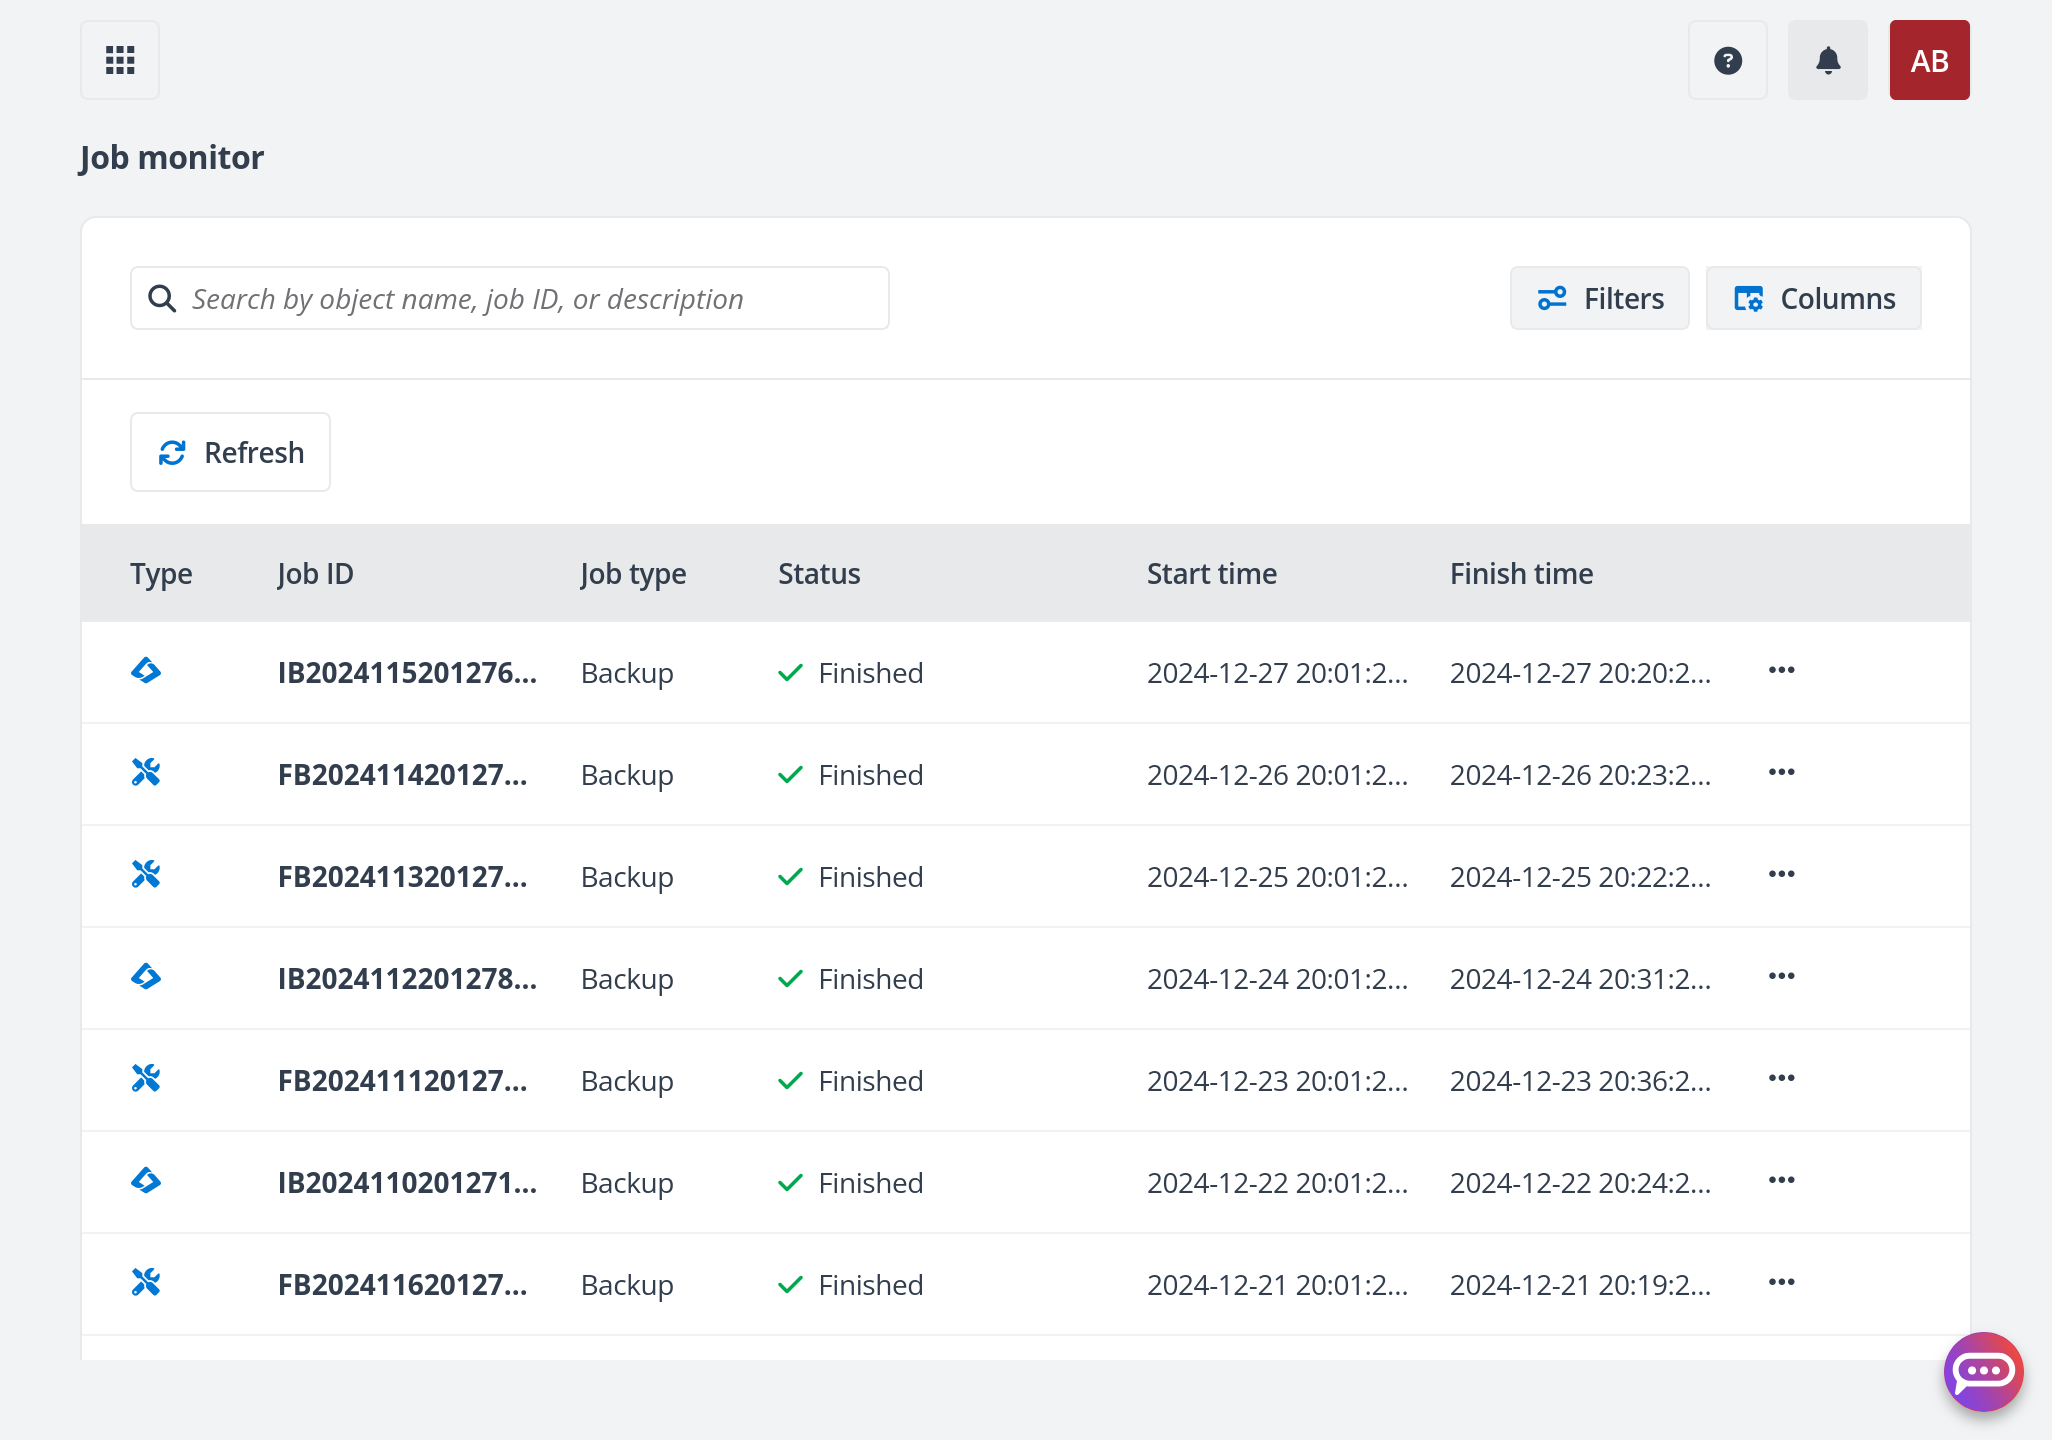 AB
Job monitor
Search by object name, job ID, or description
Filters
Columns
Refresh
Type Job ID Job type Status Start time Finish time
IB2024115201276... Backup Finished 2024-12-27 20:01:2... 2024-12-27 20:20:2...
FB202411420127... Backup Finished 2024-12-26 20:01:2... 2024-12-26 20:23:2...
FB202411320127... Backup Finished 2024-12-25 20:01:2... 2024-12-25 20:22:2...
IB2024112201278... Backup Finished 2024-12-24 20:01:2... 2024-12-24 20:31:2...
FB202411120127... Backup Finished 2024-12-23 20:01:2... 2024-12-23 20:36:2...
IB2024110201271... Backup Finished 2024-12-22 20:01:2... 2024-12-22 20:24:2...
FB202411620127... Backup Finished 2024-12-21 20:01:2... 2024-12-21 20:19:2...